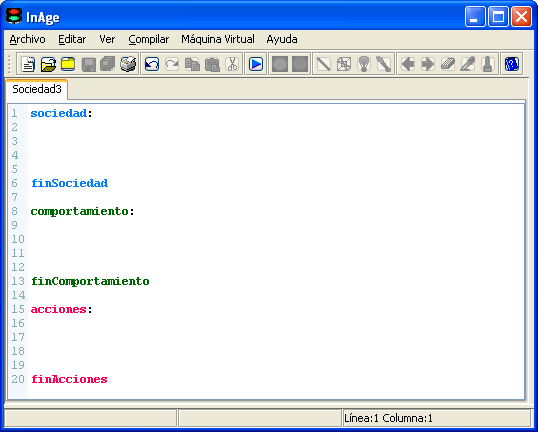 InAge
Archivo Editar Ver Compilar Máquina Virtual Ayuda
Sociedad3
1 sociedad:
2
3
4
5
6 finSociedad
7
8 comportamiento:
9
10
11
12
13 finComportamiento
14
15 acciones:
16
17
18
19
20 finAcciones
Línea:1 Columna:1